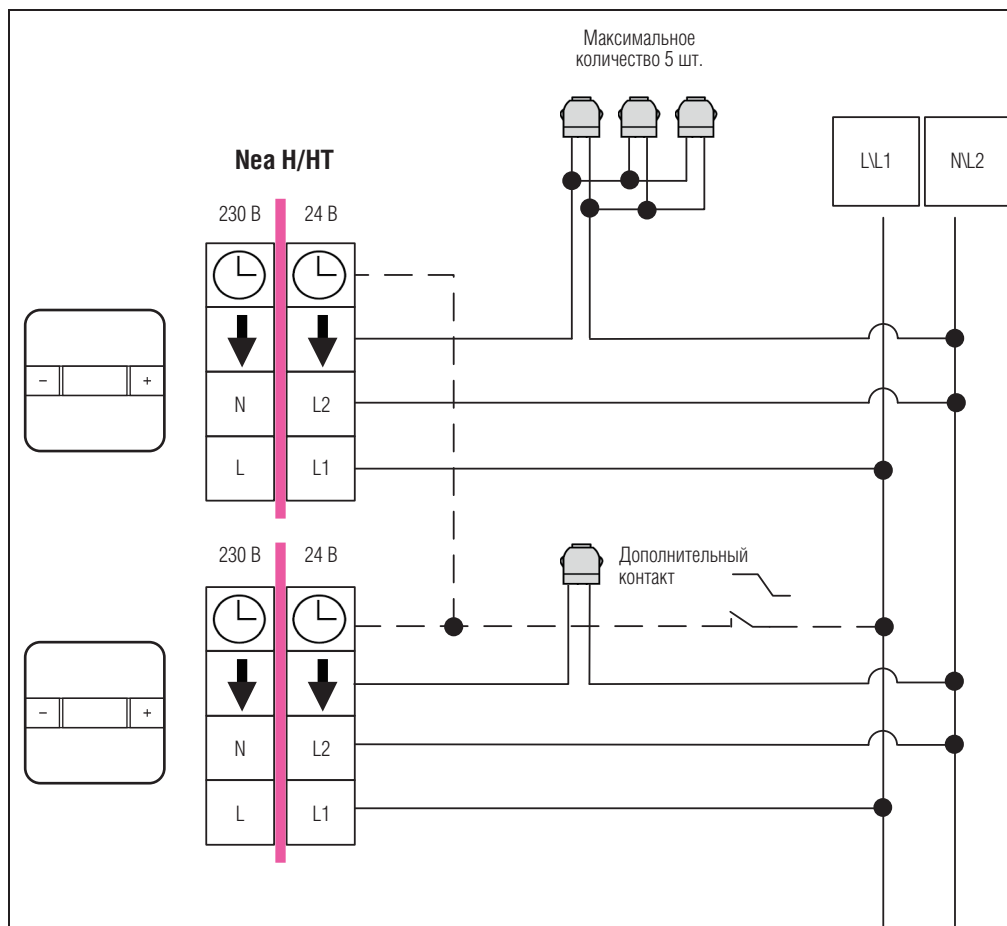 Максимальное
количество 5 шт.
L\L1
N\L2
Nea H/HT
230 В
24 В
N
L2
L
L1
- +
230 В
24 В
Дополнительный
контакт
N
L2
L
L1
- +